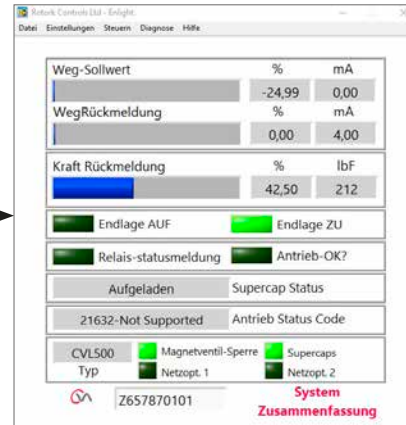 Rotork Controls Ltd - Enlight
Datei Einstellungen Steuern Diagnose Hilfe
Weg-Sollwert % mA
-24,99 0,00
WegRückmeldung % mA
0,00 4,00
Kraft Rückmeldung % lbF
42,50 212
Endlage AUF Endlage ZU
Relais-statusmeldung Antrieb-OK?
Aufgeladen Supercap Status
21632-Not Supported Antrieb Status Code
CVL500 Magnetventil-Sperre Supercaps
Typ Netzopt. 1 Netzopt. 2
Z657870101 System
Zusammenfassung